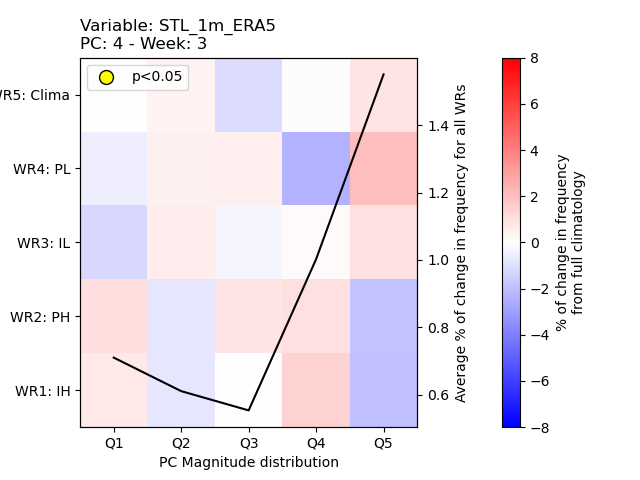 Variable: STL_1m_ERA5
PC: 4 - Week: 3
p<0.05
WR5: Clima
WR4: PL
WR3: IL
WR2: PH
WR1: IH
Q1 Q2 Q3 Q4 Q5
PC Magnitude distribution
1.4
1.2
1.0
0.8
0.6
Average % of change in frequency for all WRs
8
6
4
2
0
−2
−4
−6
−8
% of change in frequency
from full climatology